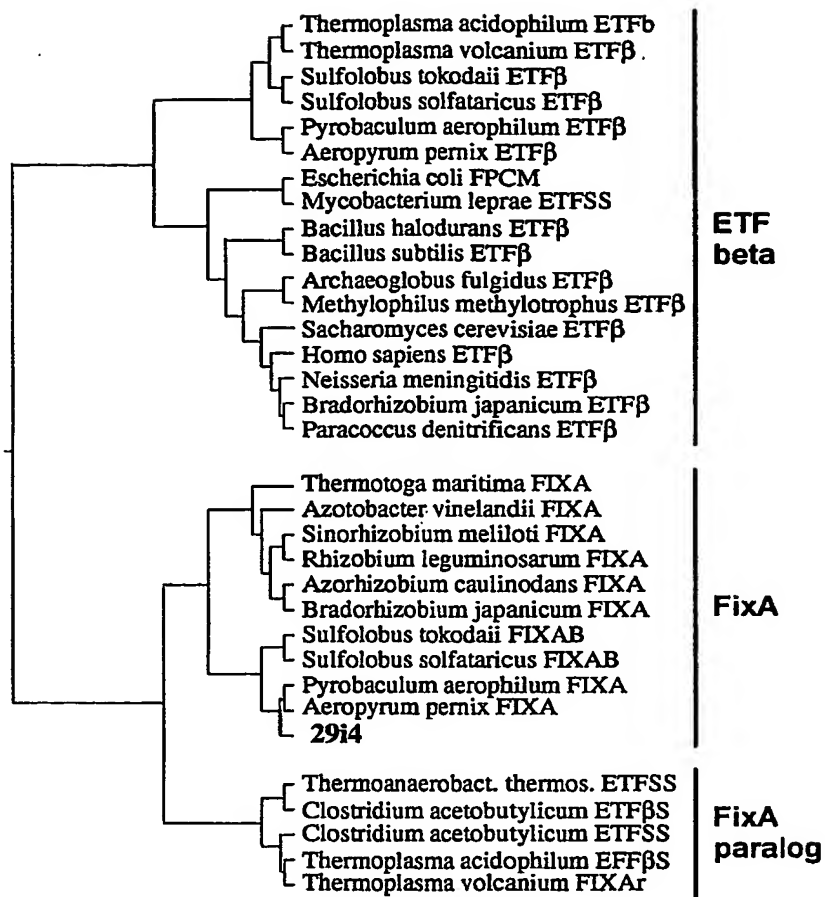 Thermoplasma acidophilum ETFb
Thermoplasma volcanium ETFβ
Sulfolobus tokodaii ETFβ
Sulfolobus solfataricus ETFβ
Pyrobaculum aerophilum ETFβ
Aeropyrum pernix ETFβ
Escherichia coli FPCM
Mycobacterium leprae ETFSS
Bacillus halodurans ETFβ
Bacillus subtilis ETFβ
Archaeoglobus fulgidus ETFβ
Methylophilus methylotrophus ETFβ
Sacharomyces cerevisiae ETFβ
Homo sapiens ETFβ
Neisseria meningitidis ETFβ
Bradorhizobium japanicum ETFβ
Paracoccus denitrificans ETFβ
ETF
beta
Thermotoga maritima FIXA
Azotobacter vinelandii FIXA
Sinorhizobium meliloti FIXA
Rhizobium leguminosarum FIXA
Azorhizobium caulinodans FIXA
Bradorhizobium japanicum FIXA
Sulfolobus tokodaii FIXAB
Sulfolobus solfataricus FIXAB
Pyrobaculum aerophilum FIXA
Aeropyrum pernix FIXA
29i4
FixA
Thermoanaerobact. thermos. ETFSS
Clostridium acetobutylicum ETFβS
Clostridium acetobutylicum ETFSS
Thermoplasma acidophilum EFFβS
Thermoplasma volcanium FIXAr
FixA
paralog